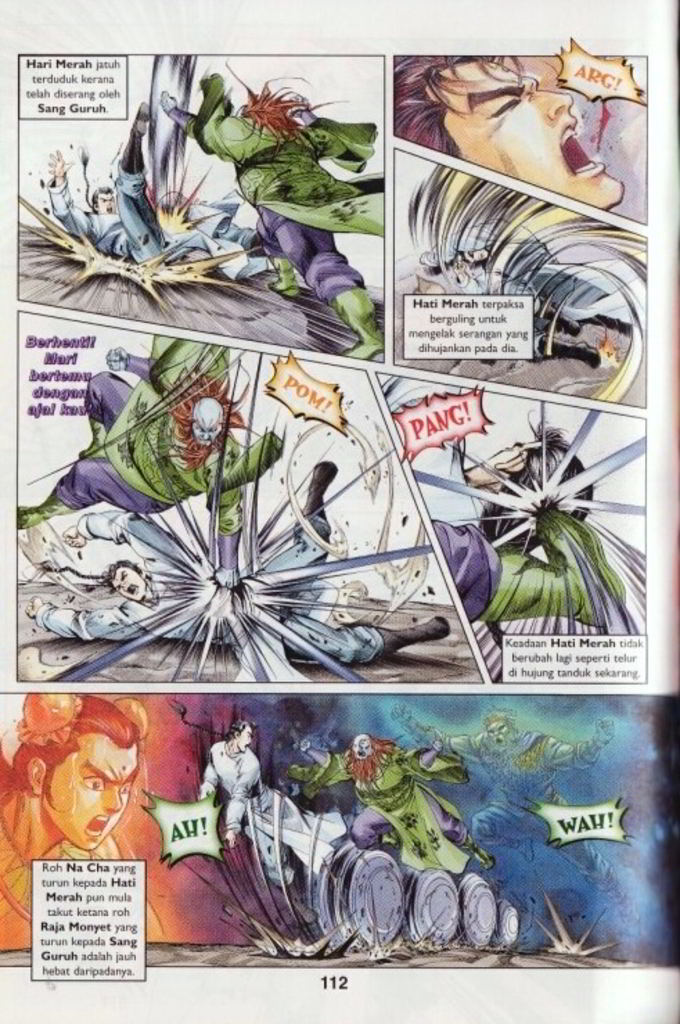 Hari Merah jatuh
terduduk kerana
telah diserang oleh
Sang Guruh.
ARG!
Hati Merah terpaksa
berguling untuk
mengelak serangan yang
dihujankan pada dia.
Berhenti!
Mari
bertemu
dengan
ajal kau!
POM!
PANG!
Keadaan Hati Merah tidak
berubah lagi seperti telur
di hujung tanduk sekarang.
AH!
WAH!
Roh Na Cha yang
turun kepada Hati
Merah pun mula
takut ketana roh
Raja Monyet yang
turun kepada Sang
Guruh adalah jauh
hebat daripadanya.
112